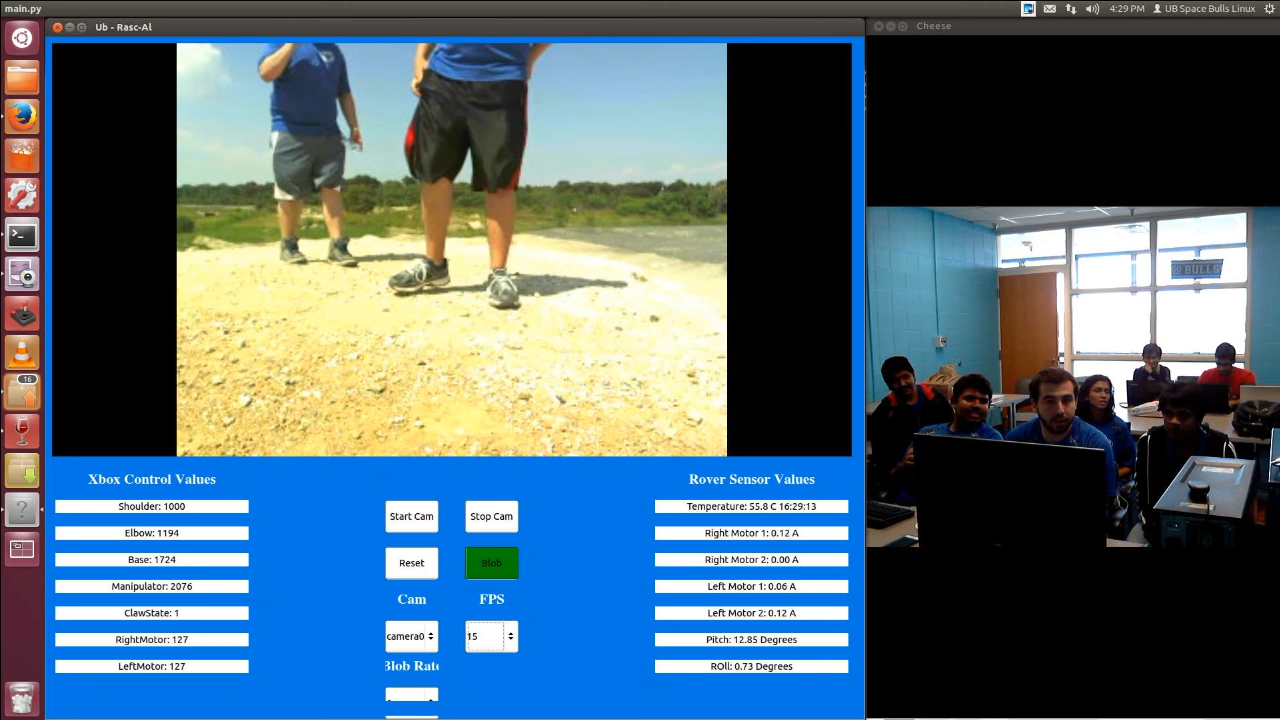 main.py
4:29 PM
UB Space Bulls Linux
Ub - Rasc-Al
Cheese
BULLS
16
Xbox Control Values
Shoulder: 1000
Elbow: 1194
Base: 1724
Manipulator: 2076
ClawState: 1
RightMotor: 127
LeftMotor: 127
Start Cam
Stop Cam
Reset
Blob
Cam
FPS
camera0
15
Blob Rate
Rover Sensor Values
Temperature: 55.8 C 16:29:13
Right Motor 1: 0.12 A
Right Motor 2: 0.00 A
Left Motor 1: 0.06 A
Left Motor 2: 0.12 A
Pitch: 12.85 Degrees
ROll: 0.73 Degrees